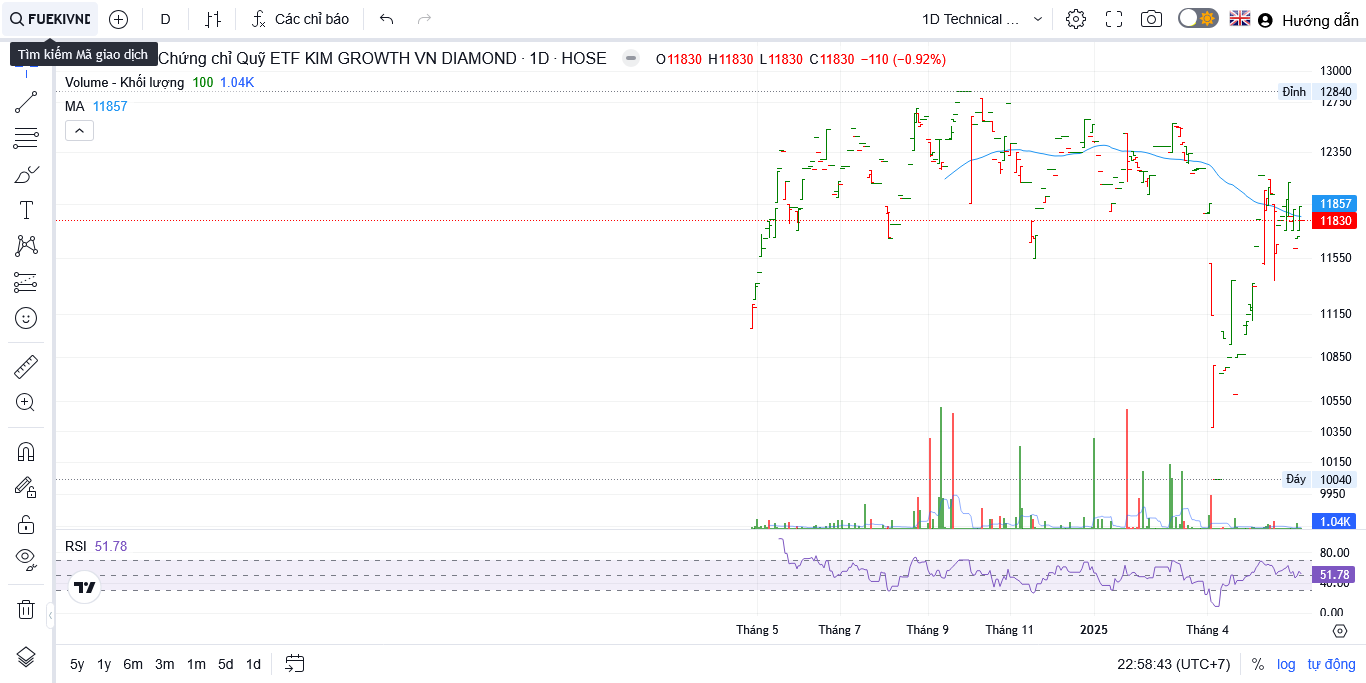 FUEKIVND
D
Các chỉ báo
1D Technical ...
Hướng dẫn
Tìm kiếm Mã giao dịch
Chứng chỉ Quỹ ETF KIM GROWTH VN DIAMOND · 1D · HOSE
O11830 H11830 L11830 C11830 −110 (−0.92%)
Volume - Khối lượng 100 1.04K
MA 11857
13000
Đỉnh 12840
12750
12350
11857
11830
11550
11150
10850
10550
10350
10150
Đáy 10040
9950
1.04K
RSI 51.78
80.00
51.78
40.00
0.00
Tháng 5 Tháng 7 Tháng 9 Tháng 11 2025 Tháng 4
5y 1y 6m 3m 1m 5d 1d
22:58:43 (UTC+7) % log tự động